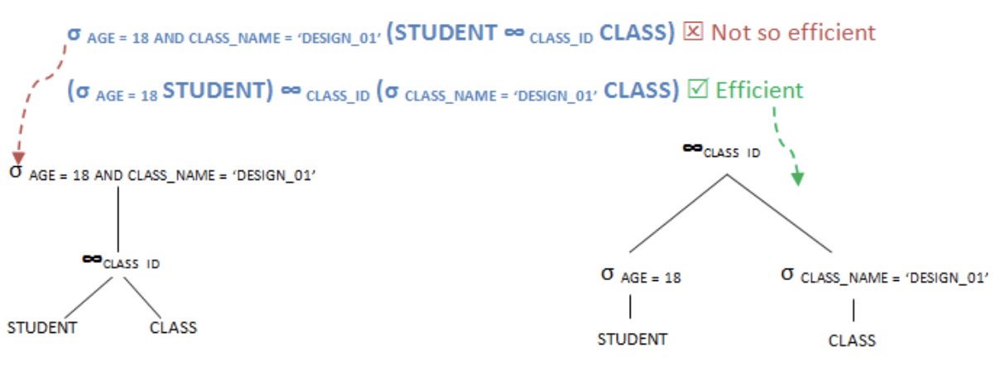 σ AGE = 18 AND CLASS_NAME = ‘DESIGN_01’ (STUDENT ∞ CLASS_ID CLASS) ☒ Not so efficient
(σ AGE = 18 STUDENT) ∞ CLASS_ID (σ CLASS_NAME = ‘DESIGN_01’ CLASS) ☑ Efficient
σ AGE = 18 AND CLASS_NAME = ‘DESIGN_01’
∞ CLASS_ID
STUDENT CLASS
∞ CLASS_ID
σ AGE = 18 σ CLASS_NAME = ‘DESIGN_01’
STUDENT CLASS